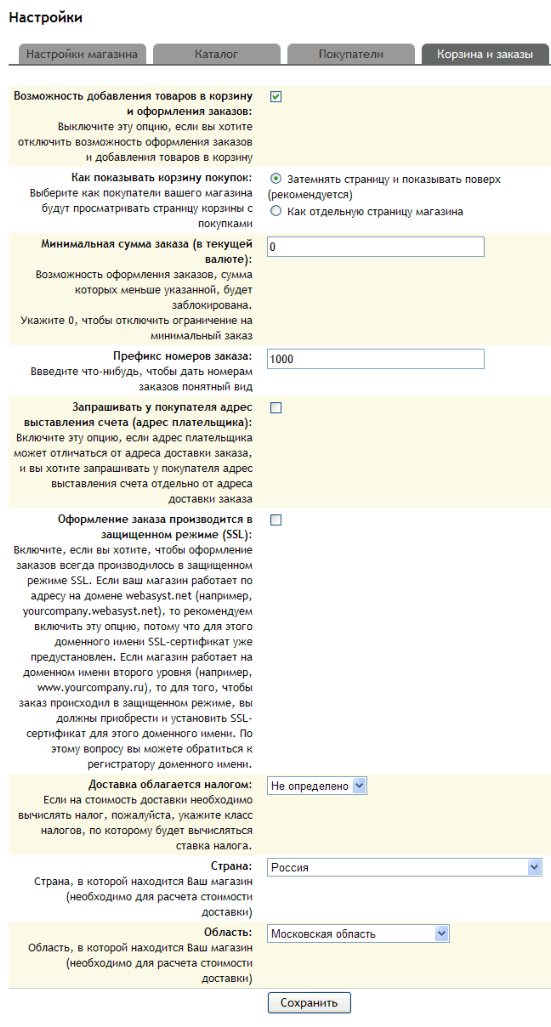 Настройки
Настройки магазина
Каталог
Покупатели
Корзина и заказы
Возможность добавления товаров в корзину
и оформления заказов:
Выключите эту опцию, если вы хотите
отключить возможность оформления заказов
и добавления товаров в корзину
Как показывать корзину покупок:
Выберите как покупатели вашего магазина
будут просматривать страницу корзины с
покупками
Затемнять страницу и показывать поверх
(рекомендуется)
Как отдельную страницу магазина
Минимальная сумма заказа (в текущей
валюте):
Возможность оформления заказов, сумма
которых меньше указанной, будет
заблокирована.
Укажите 0, чтобы отключить ограничение на
минимальный заказ
0
Префикс номеров заказа:
Ввведите что-нибудь, чтобы дать номерам
заказов понятный вид
1000
Запрашивать у покупателя адрес
выставления счета (адрес плательщика):
Включите эту опцию, если адрес плательщика
может отличаться от адреса доставки заказа,
и вы хотите запрашивать у покупателя адрес
выставления счета отдельно от адреса
доставки заказа
Оформление заказа производится в
защищенном режиме (SSL):
Включите, если вы хотите, чтобы оформление
заказов всегда производилось в защищенном
режиме SSL. Если ваш магазин работает по
адресу на домене webasyst.net (например,
yourcompany.webasyst.net), то рекомендуем
включить эту опцию, потому что для этого
доменного имени SSL-сертификат уже
предустановлен. Если магазин работает на
доменном имени второго уровня (например,
www.yourcompany.ru), то для того, чтобы
заказ происходил в защищенном режиме, вы
должны приобрести и установить SSL-
сертификат для этого доменного имени. По
этому вопросу вы можете обратиться к
регистратору доменного имени.
Доставка облагается налогом:
Если на стоимость доставки необходимо
вычислять налог, пожалуйста, укажите класс
налогов, по которому будет вычисляться
ставка налога.
Не определено
Страна:
Страна, в которой находится Ваш магазин
(необходимо для расчета стоимости
доставки)
Россия
Область:
Область, в которой находится Ваш магазин
(необходимо для расчета стоимости
доставки)
Московская область
Сохранить